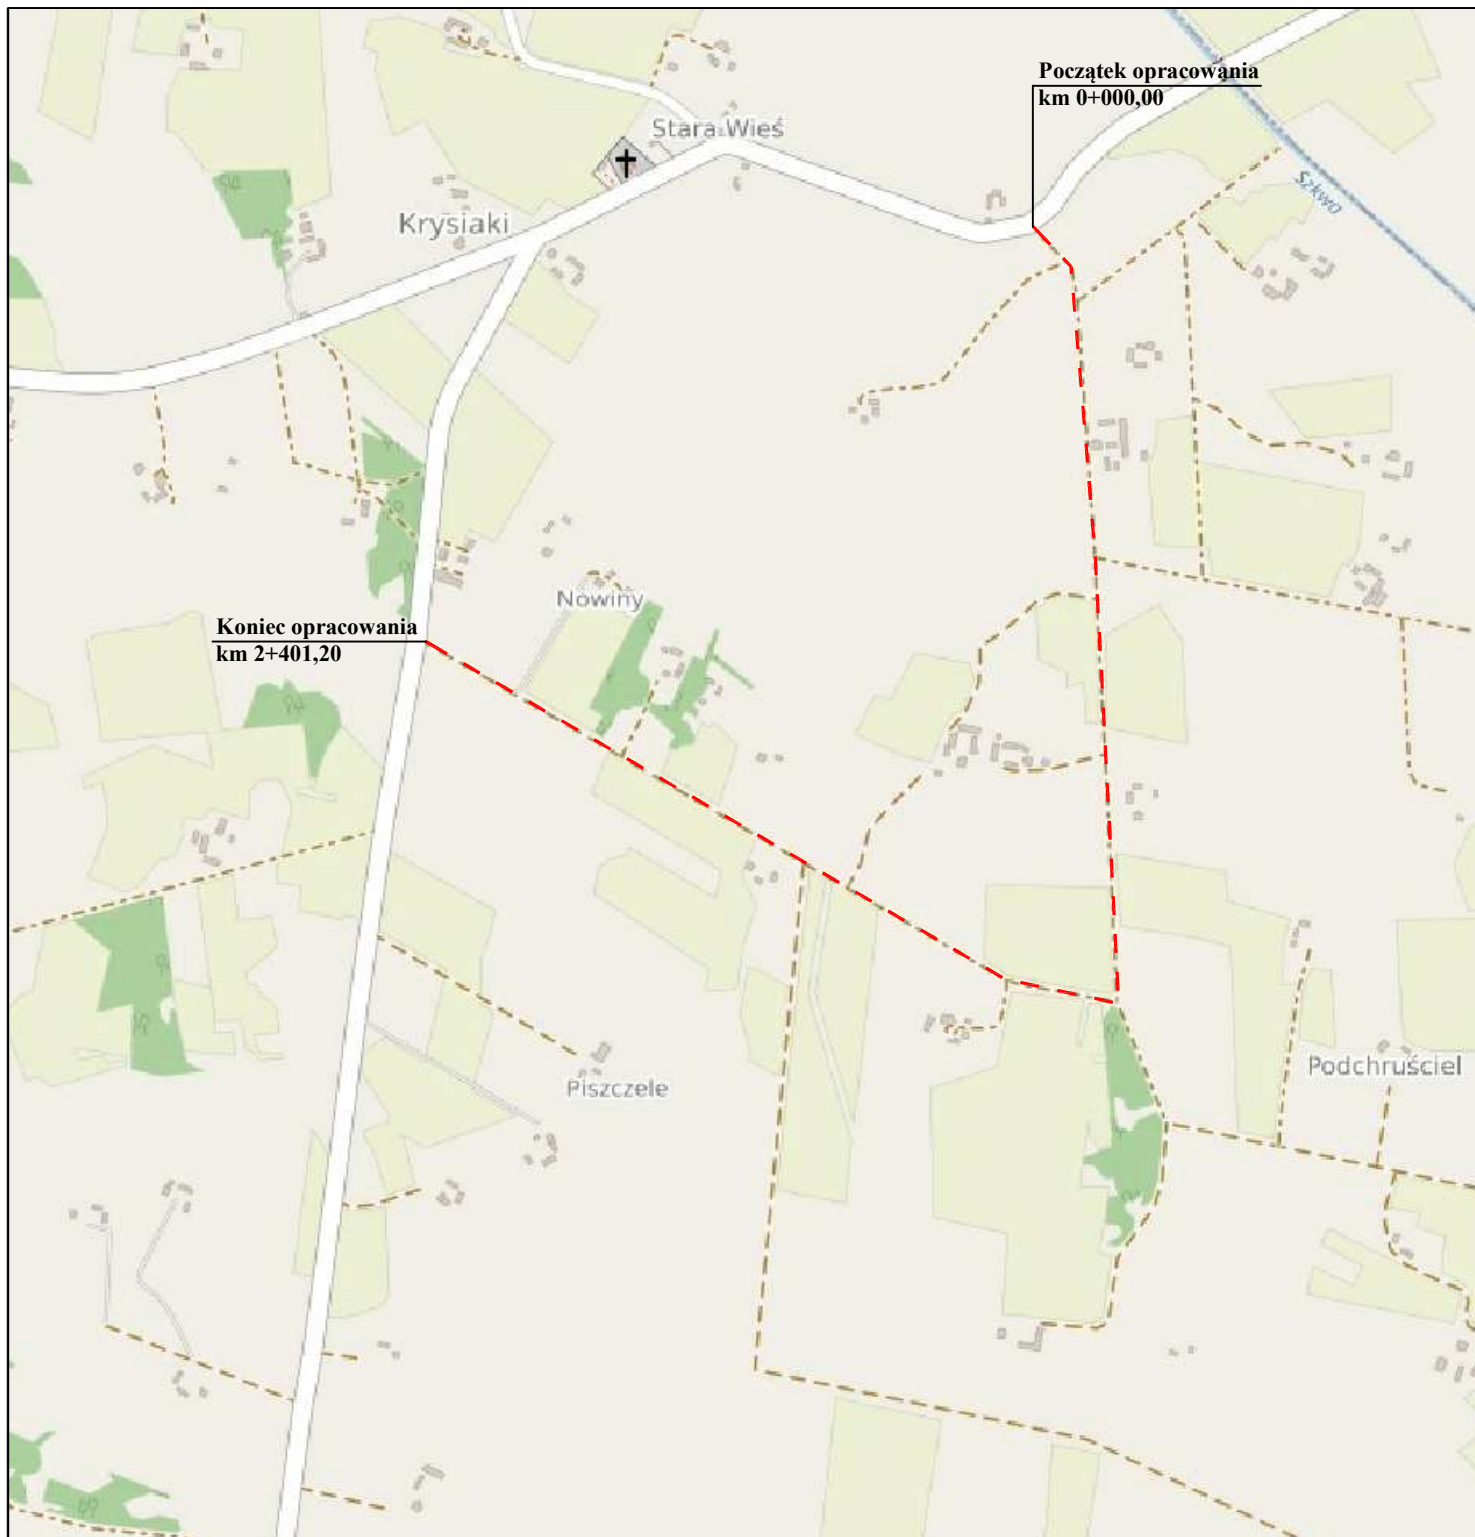 Początek opracowania
km 0+000,00
Stara Wieś
Krysiaki
Szkwa
Nowiny
Koniec opracowania
km 2+401,20
Podchruściel
Piszczele